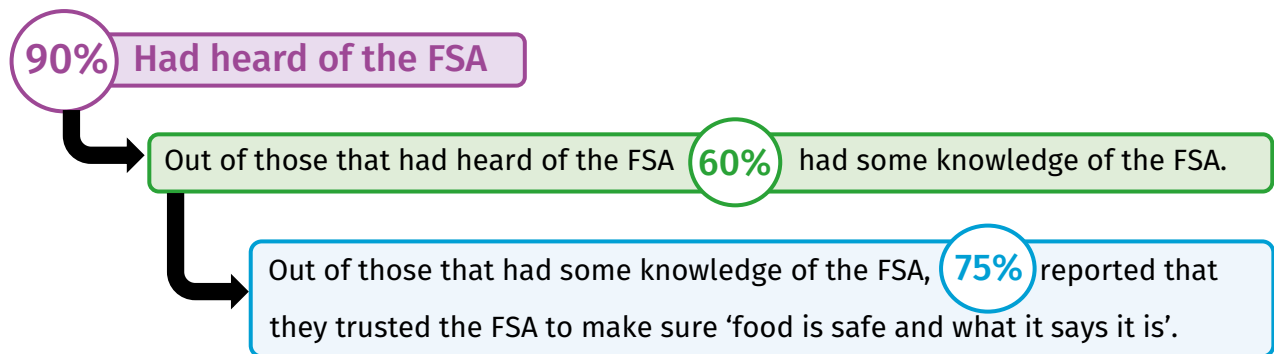 90% Had heard of the FSA
Out of those that had heard of the FSA 60% had some knowledge of the FSA.
Out of those that had some knowledge of the FSA, 75% reported that
they trusted the FSA to make sure ‘food is safe and what it says it is’.